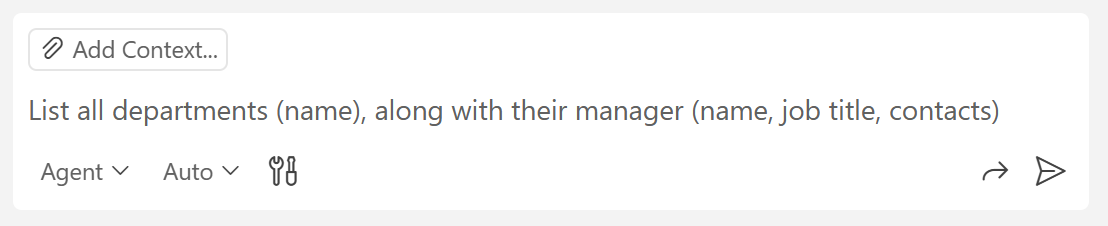 Add Context...
List all departments (name), along with their manager (name, job title, contacts)
Agent Auto